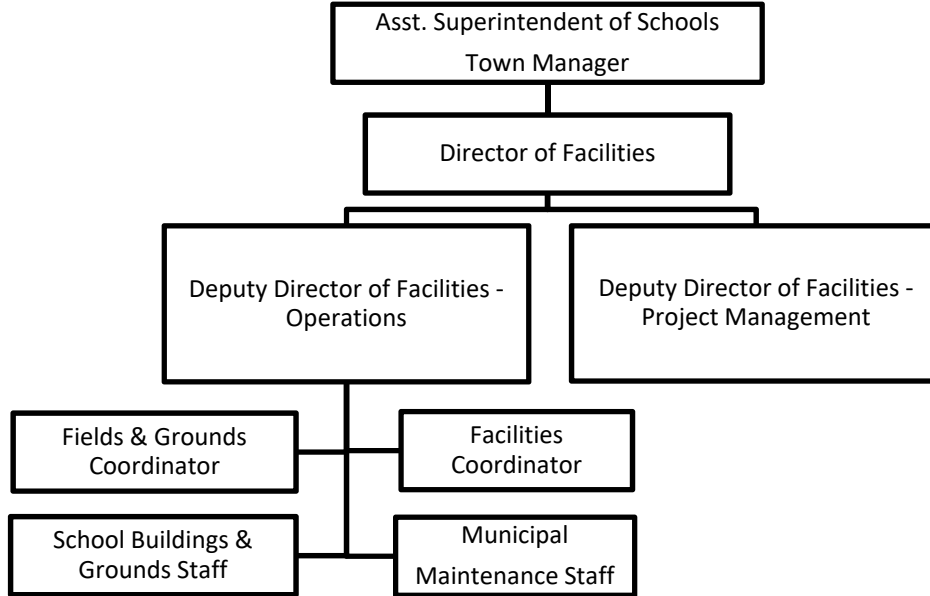 Asst. Superintendent of Schools
Town Manager
Director of Facilities
Deputy Director of Facilities -
Operations
Deputy Director of Facilities -
Project Management
Fields & Grounds
Coordinator
Facilities
Coordinator
School Buildings &
Grounds Staff
Municipal
Maintenance Staff